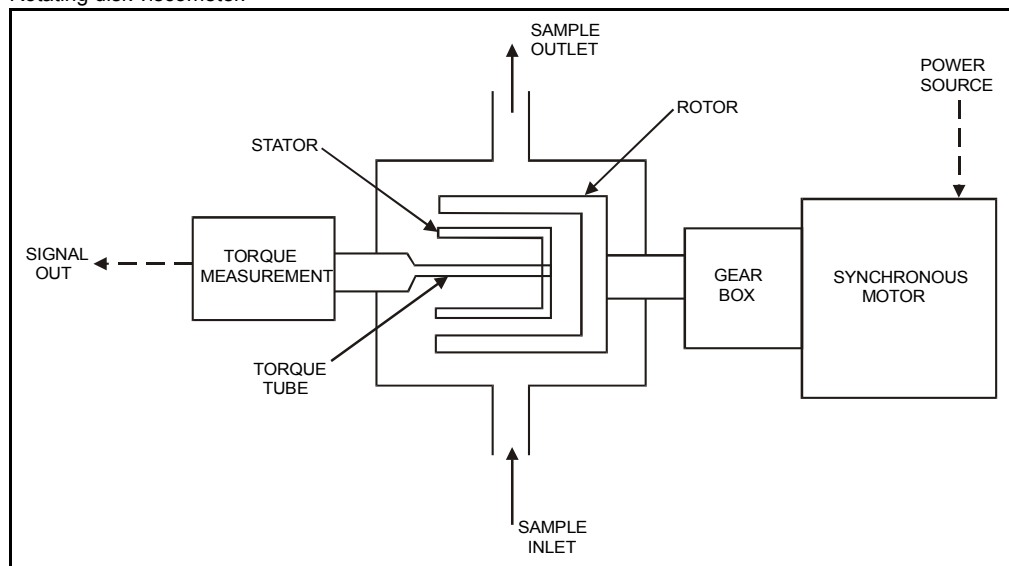 Rotating disk viscometer.
SAMPLE
OUTLET
POWER
SOURCE
ROTOR
STATOR
SIGNAL
OUT
TORQUE
MEASUREMENT
GEAR
BOX
SYNCHRONOUS
MOTOR
TORQUE
TUBE
SAMPLE
INLET